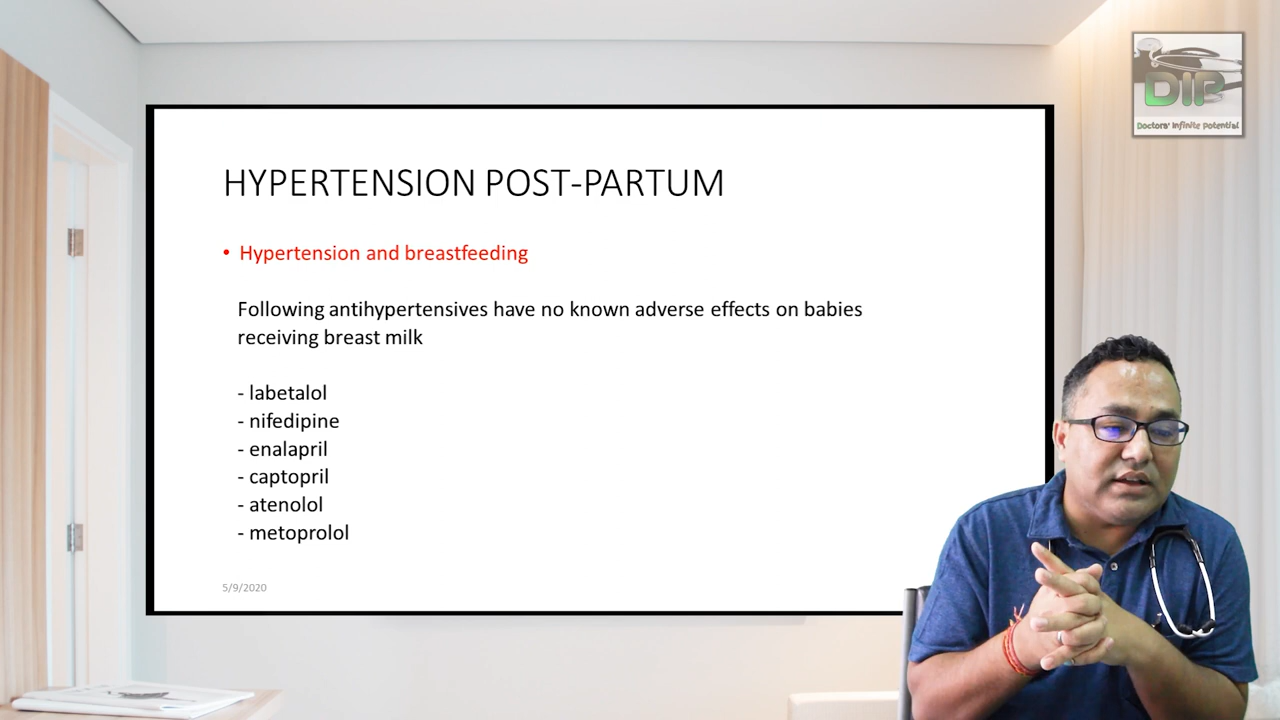 DIP
Doctors' Infinite Potential
HYPERTENSION POST-PARTUM
• Hypertension and breastfeeding
Following antihypertensives have no known adverse effects on babies
receiving breast milk
- labetalol
- nifedipine
- enalapril
- captopril
- atenolol
- metoprolol
5/9/2020